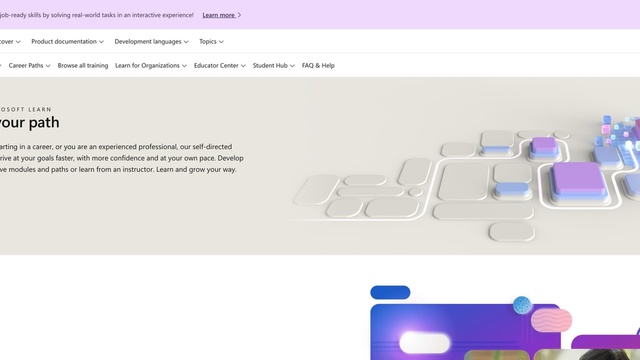 job-ready skills by solving real-world tasks in an interactive experience! Learn more
cover Product documentation Development languages Topics
Career Paths Browse all training Learn for Organizations Educator Center Student Hub FAQ & Help
OSOFT LEARN
your path
arting in a career, or you are an experienced professional, our self-directed
rive at your goals faster, with more confidence and at your own pace. Develop
ve modules and paths or learn from an instructor. Learn and grow your way.